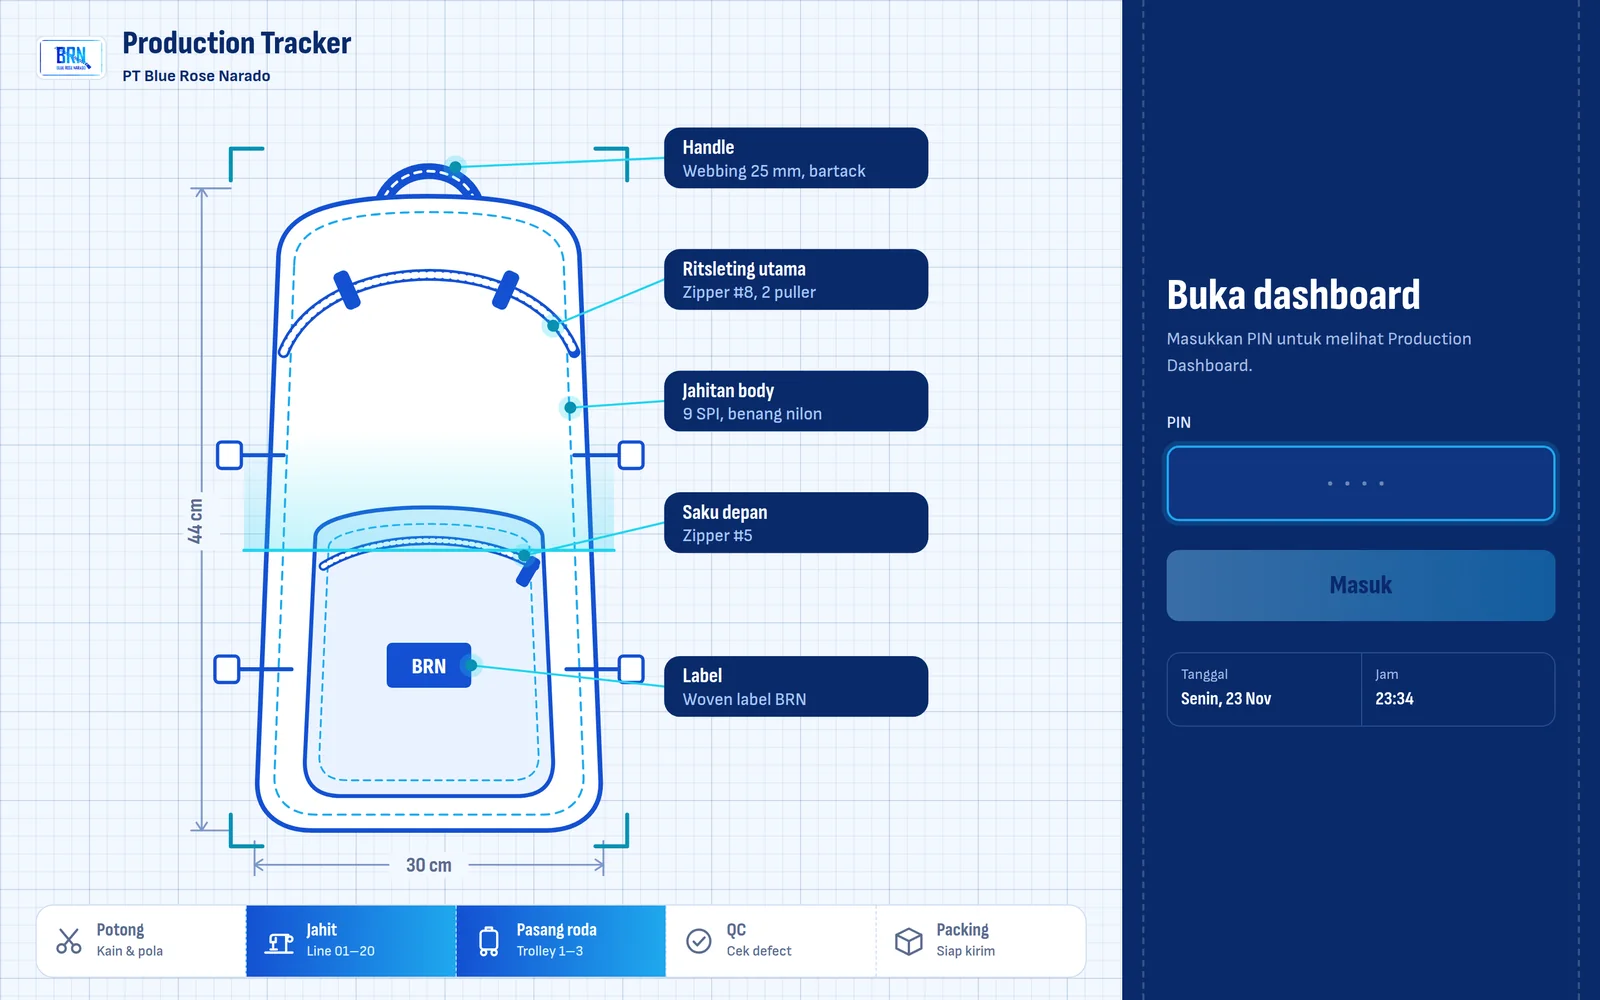 BRN
BLUE ROSE NARADO
Production Tracker
PT Blue Rose Narado
Handle
Webbing 25 mm, bartack
Ritsleting utama
Zipper #8, 2 puller
Jahitan body
9 SPI, benang nilon
Saku depan
Zipper #5
Label
Woven label BRN
44 cm
BRN
30 cm
Potong
Kain & pola
Jahit
Line 01–20
Pasang roda
Trolley 1–3
QC
Cek defect
Packing
Siap kirim
Buka dashboard
Masukkan PIN untuk melihat Production
Dashboard.
PIN
Masuk
Tanggal
Senin, 23 Nov
Jam
23:34